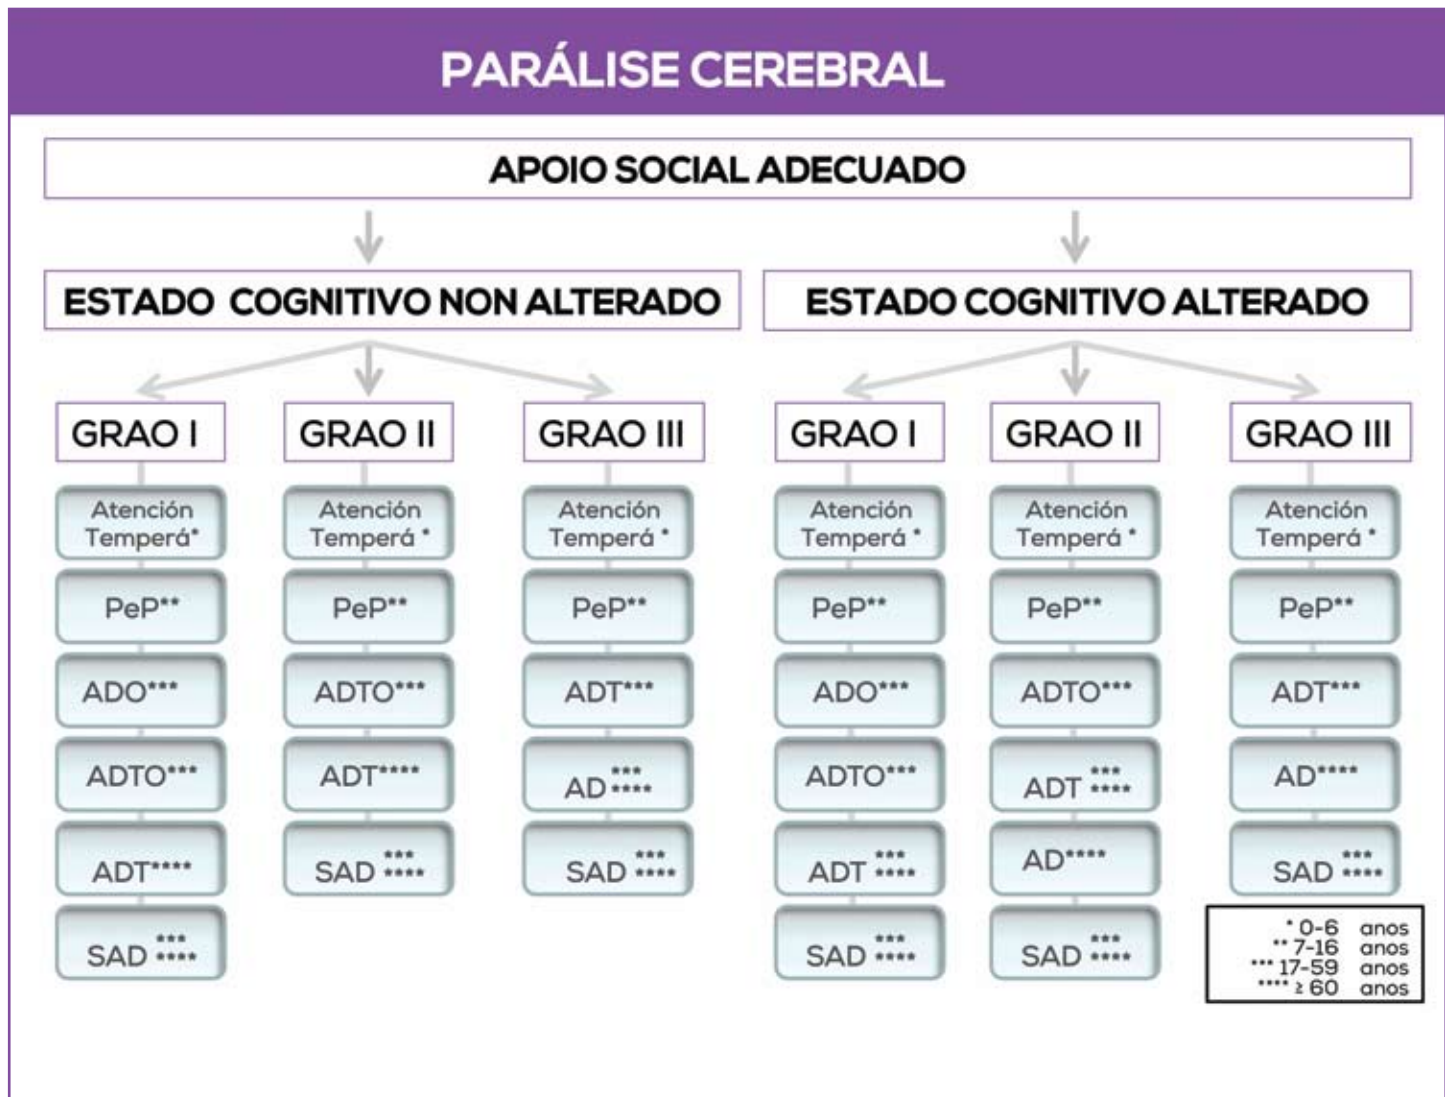 PARÁLISE CEREBRAL
APOIO SOCIAL ADECUADO
ESTADO COGNITIVO NON ALTERADO
GRAO I
Atención
Temperá*
PeP**
ADO***
ADTO***
ADT****
SAD ***
****
GRAO II
Atención
Temperá *
PeP**
ADTO***
ADT****
SAD ***
****
GRAO III
Atención
Temperá *
PeP**
ADT***
AD ***
****
SAD ***
****
ESTADO COGNITIVO ALTERADO
GRAO I
Atención
Temperá *
PeP**
ADO***
ADTO***
ADT ***
****
SAD ***
****
GRAO II
Atención
Temperá *
PeP**
ADTO***
ADT ***
****
AD****
SAD ***
****
GRAO III
Atención
Temperá *
PeP**
ADT***
AD****
SAD ***
****
* 0-6 anos
** 7-16 anos
*** 17-59 anos
**** ≥ 60 anos